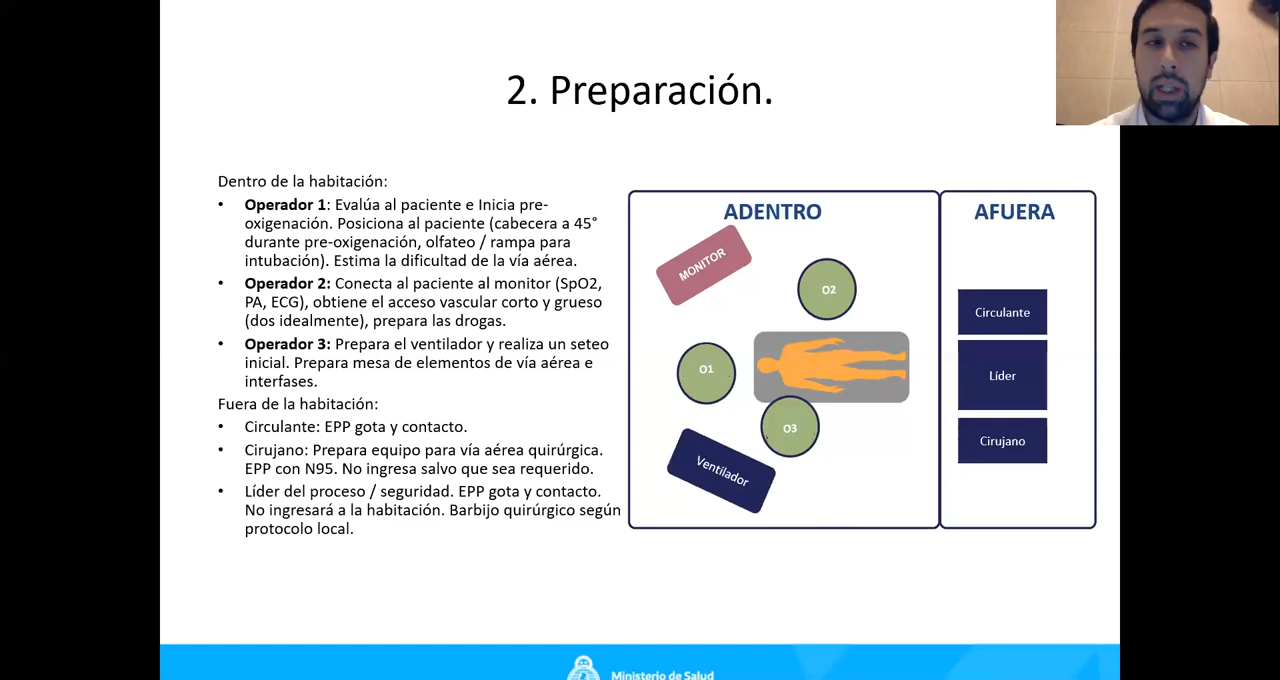 2. Preparación.
Dentro de la habitación:
• Operador 1: Evalúa al paciente e Inicia pre-
oxigenación. Posiciona al paciente (cabecera a 45°
durante pre-oxigenación, olfateo / rampa para
intubación). Estima la dificultad de la vía aérea.
• Operador 2: Conecta al paciente al monitor (SpO2,
PA, ECG), obtiene el acceso vascular corto y grueso
(dos idealmente), prepara las drogas.
• Operador 3: Prepara el ventilador y realiza un seteo
inicial. Prepara mesa de elementos de vía aérea e
interfases.
Fuera de la habitación:
• Circulante: EPP gota y contacto.
• Cirujano: Prepara equipo para vía aérea quirúrgica.
EPP con N95. No ingresa salvo que sea requerido.
• Líder del proceso / seguridad. EPP gota y contacto.
No ingresará a la habitación. Barbijo quirúrgico según
protocolo local.
ADENTRO
MONITOR
O2
O1
O3
Ventilador
AFUERA
Circulante
Líder
Cirujano
Ministerio de Salud